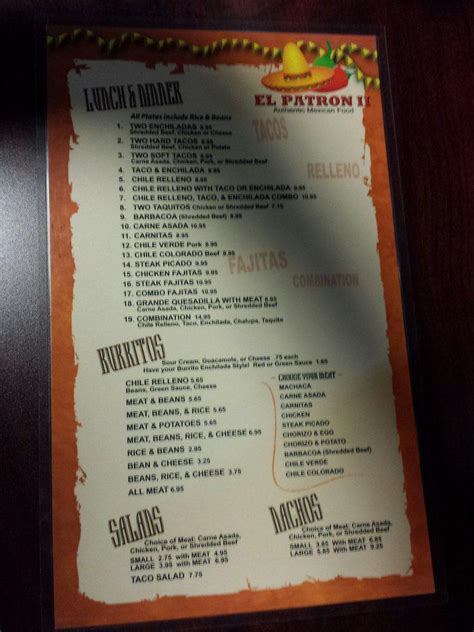 EL PATRON II
Authentic Mexican Food
LUNCH & DINNER
All Plates include Rice & Beans
TACOS
RELLENO
FAJITAS
COMBINATION
1. TWO ENCHILADAS 8.95
Shredded Beef, Chicken or Cheese
2. TWO HARD TACOS 8.95
Shredded Beef, Chicken or Potato
3. TWO SOFT TACOS 8.95
Carne Asada, Chicken, Pork, or Shredded Beef
4. TACO & ENCHILADA 8.95
5. CHILE RELLENO 8.95
6. CHILE RELLENO WITH TACO OR ENCHILADA 9.95
7. CHILE RELLENO, TACO, & ENCHILADA COMBO 10.95
8. TWO TAQUITOS Chicken or Shredded Beef 7.15
9. BARBACOA (Shredded Beef) 8.95
10. CARNE ASADA 10.95
11. CARNITAS 8.95
12. CHILE VERDE Pork 8.95
13. CHILE COLORADO Beef 8.95
14. STEAK PICADO 9.95
15. CHICKEN FAJITAS 9.95
16. STEAK FAJITAS 10.95
17. COMBO FAJITAS 10.95
18. GRANDE QUESADILLA WITH MEAT 8.95
Carne Asada, Chicken, Pork, or Shredded Beef
19. COMBINATION 14.95
Chile Relleno, Taco, Enchilada, Chalupa, Taquito
BURRITOS
Sour Cream, Guacamole, or Cheese .75 each
Have your Burrito Enchilada Style! Red or Green Sauce 1.85
CHILE RELLENO 5.65
Beans, Green Sauce, Cheese
MEAT & BEANS 5.65
MEAT, BEANS, & RICE 5.65
MEAT & POTATOES 5.65
MEAT, BEANS, RICE, & CHEESE 6.95
RICE & BEANS 2.95
BEAN & CHEESE 3.25
BEANS, RICE, & CHEESE 3.75
ALL MEAT 6.95
CHOOSE YOUR MEAT
MACHACA
CARNE ASADA
CARNITAS
CHICKEN
STEAK PICADO
CHORIZO & EGG
CHORIZO & POTATO
BARBACOA (Shredded Beef)
CHILE VERDE
CHILE COLORADO
SALADS
Choice of Meat: Carne Asada,
Chicken, Pork, or Shredded Beef
SMALL 2.75 with MEAT 4.95
LARGE 3.95 with MEAT 6.95
TACO SALAD 7.75
NACHOS
Choice of Meat: Carne Asada,
Chicken, Pork, or Shredded Beef
SMALL 3.85 with MEAT 6.95
LARGE 5.65 with MEAT 9.25